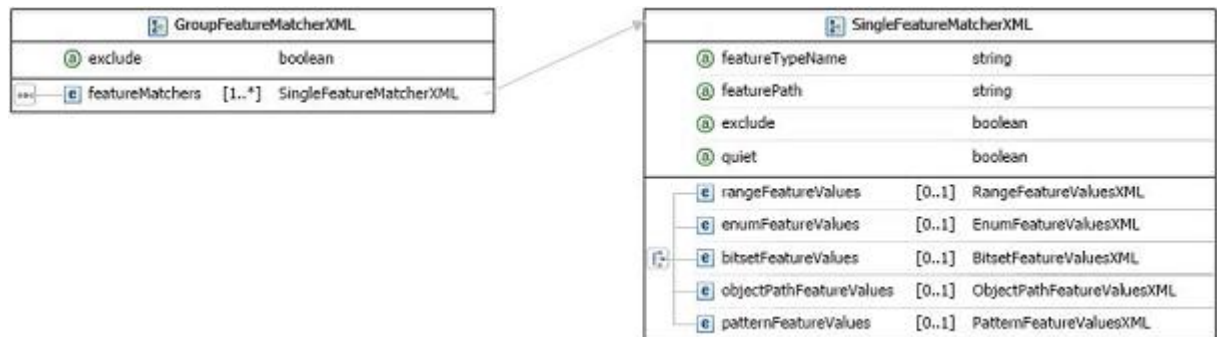 GroupFeatureMatcherXML
a exclude boolean
e featureMatchers [1..*] SingleFeatureMatcherXML
SingleFeatureMatcherXML
a featureTypeName string
a featurePath string
a exclude boolean
a quiet boolean
e rangeFeatureValues [0..1] RangeFeatureValuesXML
e enumFeatureValues [0..1] EnumFeatureValuesXML
e bitsetFeatureValues [0..1] BitsetFeatureValuesXML
e objectPathFeatureValues [0..1] ObjectPathFeatureValuesXML
e patternFeatureValues [0..1] PatternFeatureValuesXML